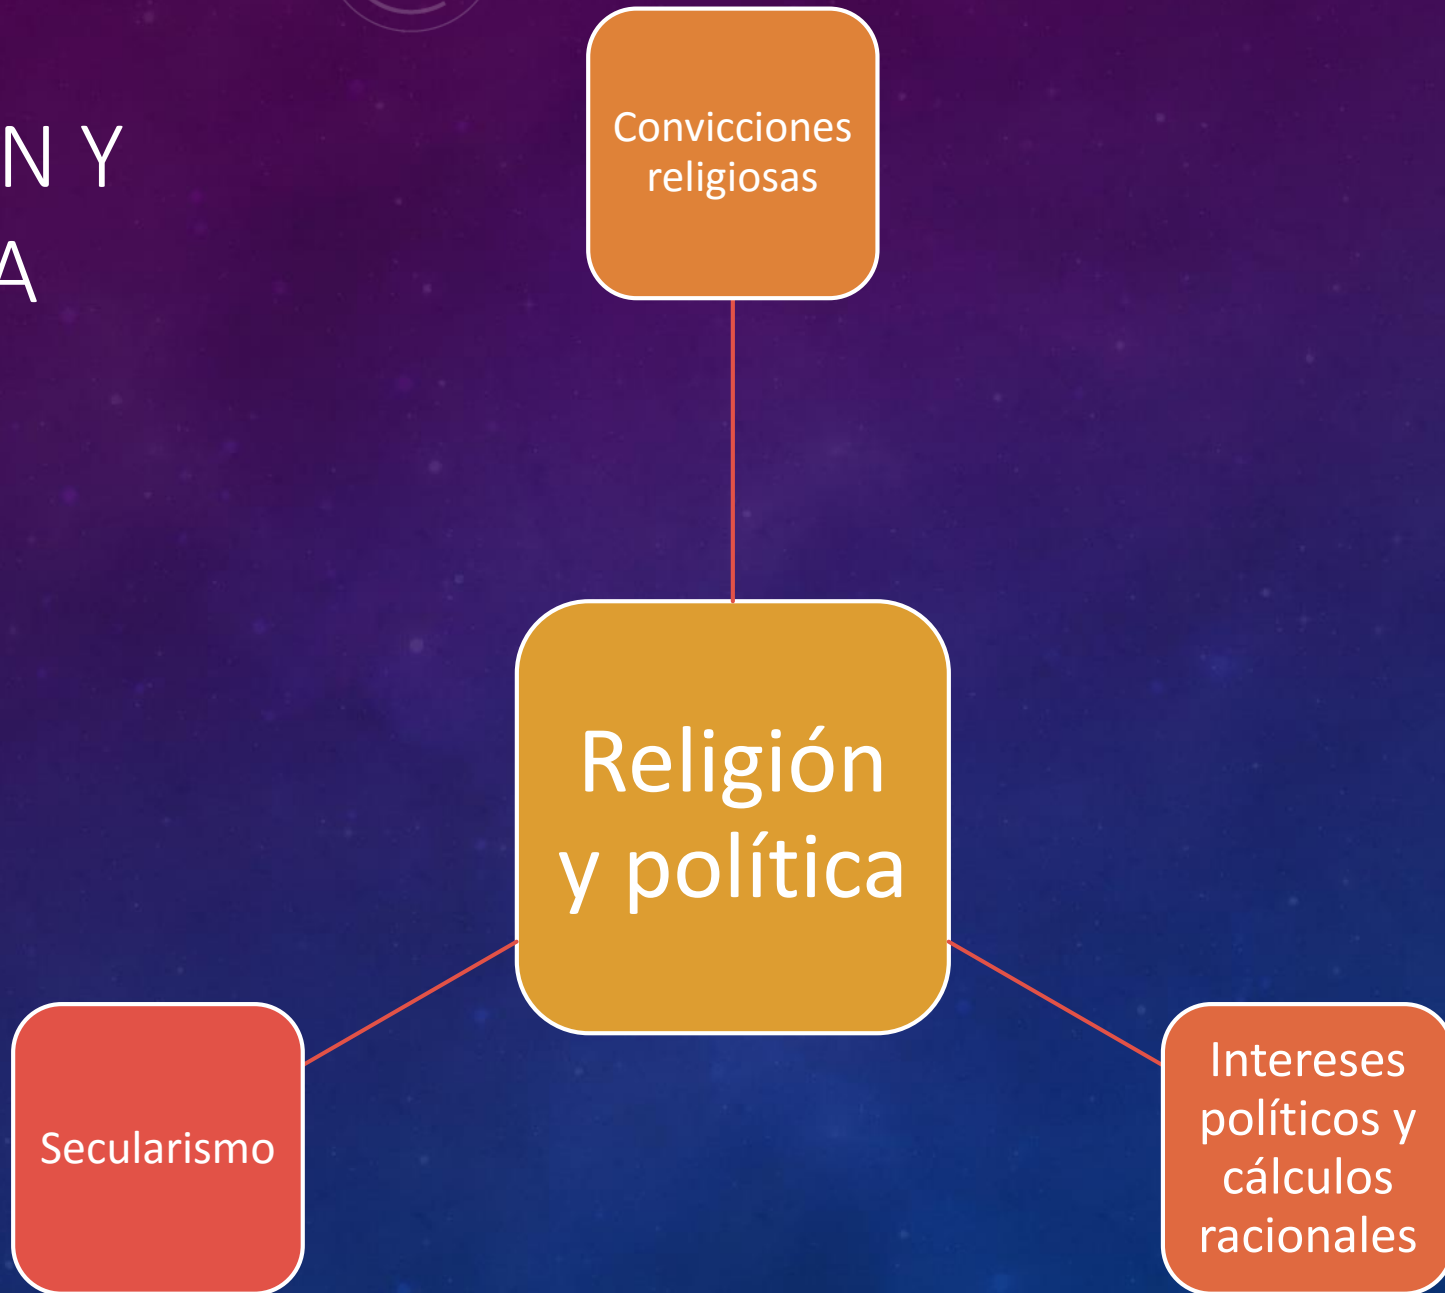 N Y
A
Convicciones
religiosas
Religión
y política
Secularismo
Intereses
políticos y
cálculos
racionales